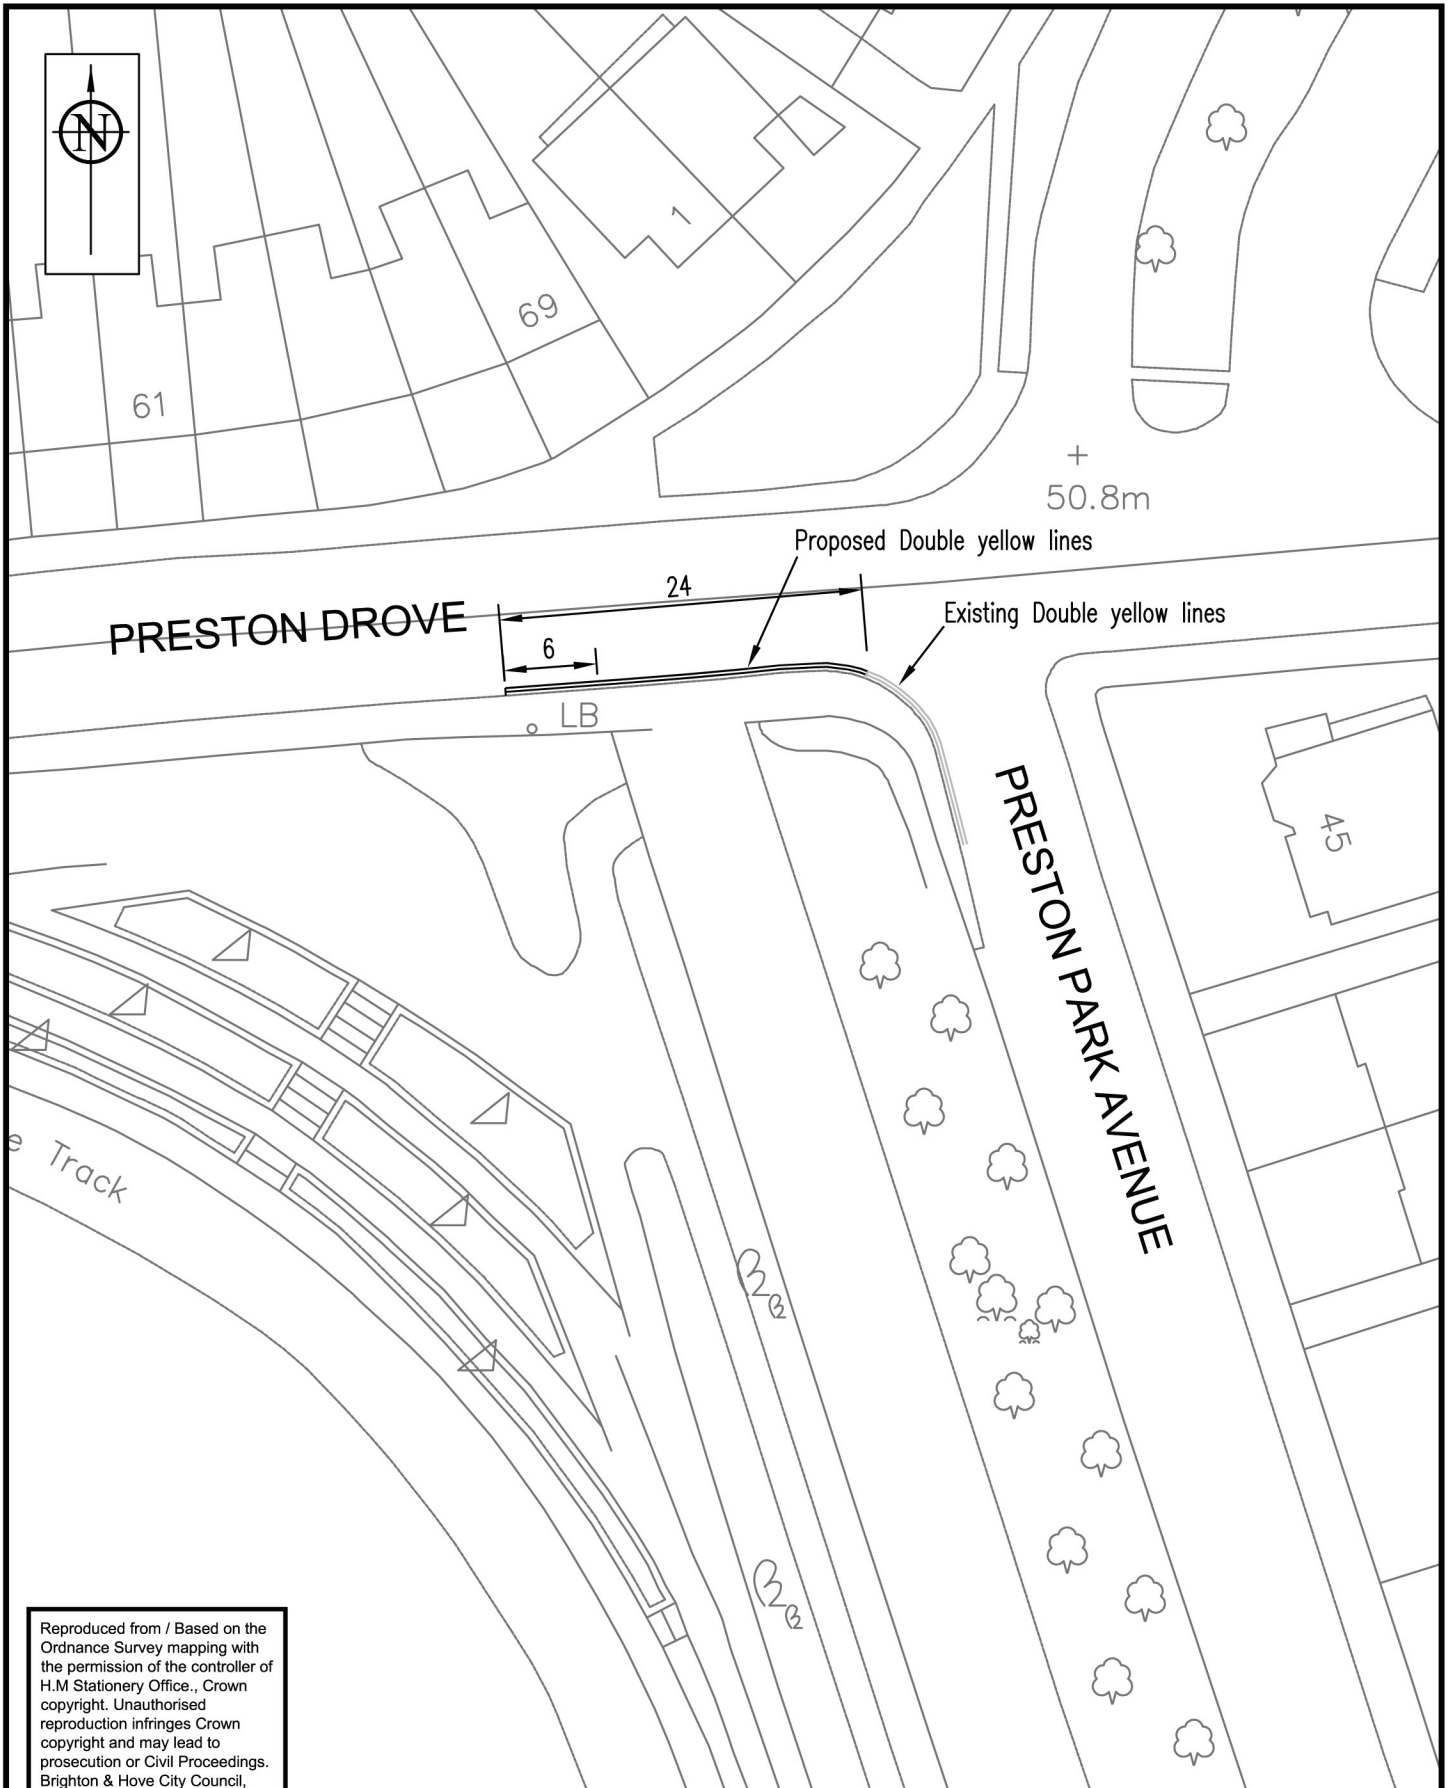 N
1
69
61
50.8m
Proposed Double yellow lines
24
Existing Double yellow lines
PRESTON DROVE
6
LB
PRESTON PARK AVENUE
45
e Track
Reproduced from / Based on the
Ordnance Survey mapping with
the permission of the controller of
H.M Stationery Office., Crown
copyright. Unauthorised
reproduction infringes Crown
copyright and may lead to
prosecution or Civil Proceedings.
Brighton & Hove City Council,